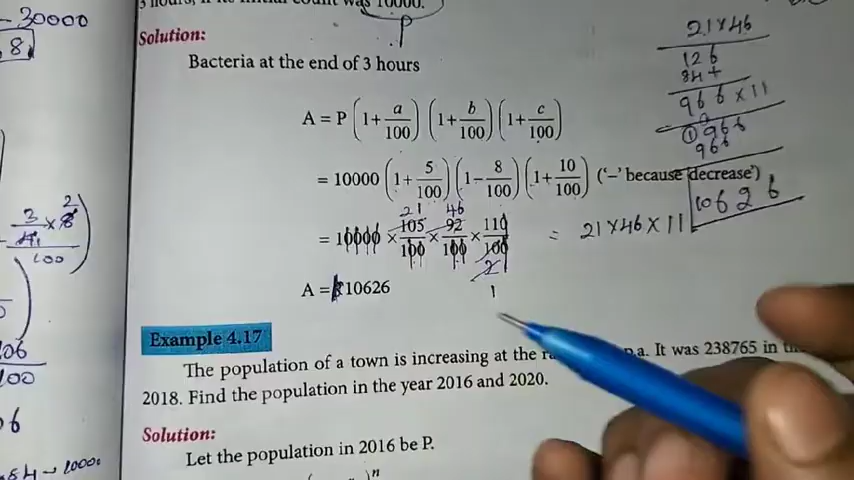 3 hours, if its initial count was 10000.
P
Solution:
Bacteria at the end of 3 hours
A = P (1 + a/100) (1 + b/100) (1 + c/100)
= 10000 (1 + 5/100) (1 − 8/100) (1 + 10/100) ('–' because decrease')
21 46
= 10000 × 105/100 × 92/100 × 110/100 = 21 × 46 × 11
2
1
A = 10626
Example 4.17
The population of a town is increasing at the p.a. It was 238765 in
2018. Find the population in the year 2016 and 2020.
Solution:
Let the population in 2016 be P.
n
21 × 46
126
84 +
966 × 11
966
966
10626
- 30000
8
3 2
× 8
100
06
100
6